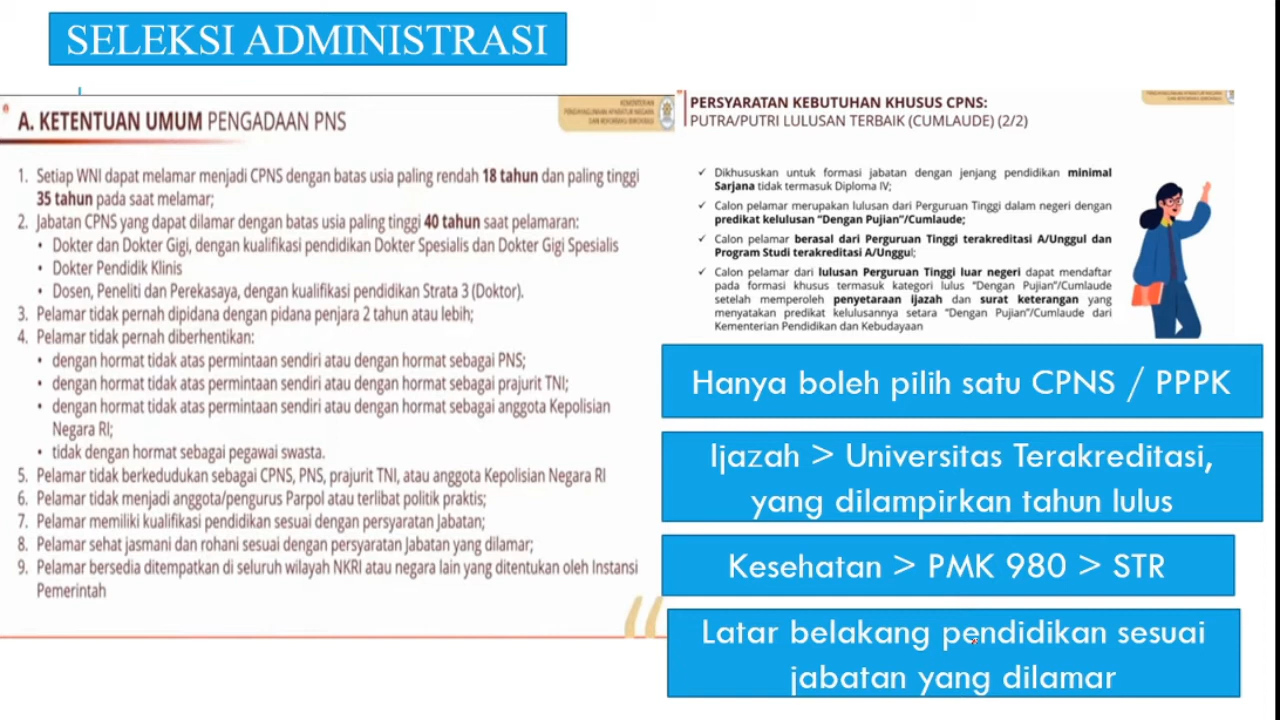 SELEKSI ADMINISTRASI
A. KETENTUAN UMUM PENGADAAN PNS
KEMENTERIAN
PENDAYAGUNAAN APARATUR NEGARA
DAN REFORMASI BIROKRASI
1. Setiap WNI dapat melamar menjadi CPNS dengan batas usia paling rendah 18 tahun dan paling tinggi
35 tahun pada saat melamar;
2. Jabatan CPNS yang dapat dilamar dengan batas usia paling tinggi 40 tahun saat pelamaran:
• Dokter dan Dokter Gigi, dengan kualifikasi pendidikan Dokter Spesialis dan Dokter Gigi Spesialis
• Dokter Pendidik Klinis
• Dosen, Peneliti dan Perekasaya, dengan kualifikasi pendidikan Strata 3 (Doktor).
3. Pelamar tidak pernah dipidana dengan pidana penjara 2 tahun atau lebih;
4. Pelamar tidak pernah diberhentikan:
• dengan hormat tidak atas permintaan sendiri atau dengan hormat sebagai PNS;
• dengan hormat tidak atas permintaan sendiri atau dengan hormat sebagai prajurit TNI;
• dengan hormat tidak atas permintaan sendiri atau dengan hormat sebagai anggota Kepolisian
Negara RI;
• tidak dengan hormat sebagai pegawai swasta.
5. Pelamar tidak berkedudukan sebagai CPNS, PNS, prajurit TNI, atau anggota Kepolisian Negara RI
6. Pelamar tidak menjadi anggota/pengurus Parpol atau terlibat politik praktis;
7. Pelamar memiliki kualifikasi pendidikan sesuai dengan persyaratan Jabatan;
8. Pelamar sehat jasmani dan rohani sesuai dengan persyaratan Jabatan yang dilamar;
9. Pelamar bersedia ditempatkan di seluruh wilayah NKRI atau negara lain yang ditentukan oleh Instansi
Pemerintah
PERSYARATAN KEBUTUHAN KHUSUS CPNS:
PUTRA/PUTRI LULUSAN TERBAIK (CUMLAUDE) (2/2)
✓ Dikhususkan untuk formasi jabatan dengan jenjang pendidikan minimal
Sarjana tidak termasuk Diploma IV;
✓ Calon pelamar merupakan lulusan dari Perguruan Tinggi dalam negeri dengan
predikat kelulusan “Dengan Pujian”/Cumlaude;
✓ Calon pelamar berasal dari Perguruan Tinggi terakreditasi A/Unggul dan
Program Studi terakreditasi A/Unggul;
✓ Calon pelamar dari lulusan Perguruan Tinggi luar negeri dapat mendaftar
pada formasi khusus termasuk kategori lulus “Dengan Pujian”/Cumlaude
setelah memperoleh penyetaraan ijazah dan surat keterangan yang
menyatakan predikat kelulusannya setara “Dengan Pujian”/Cumlaude dari
Kementerian Pendidikan dan Kebudayaan
Hanya boleh pilih satu CPNS / PPPK
Ijazah > Universitas Terakreditasi,
yang dilampirkan tahun lulus
Kesehatan > PMK 980 > STR
Latar belakang pendidikan sesuai
jabatan yang dilamar